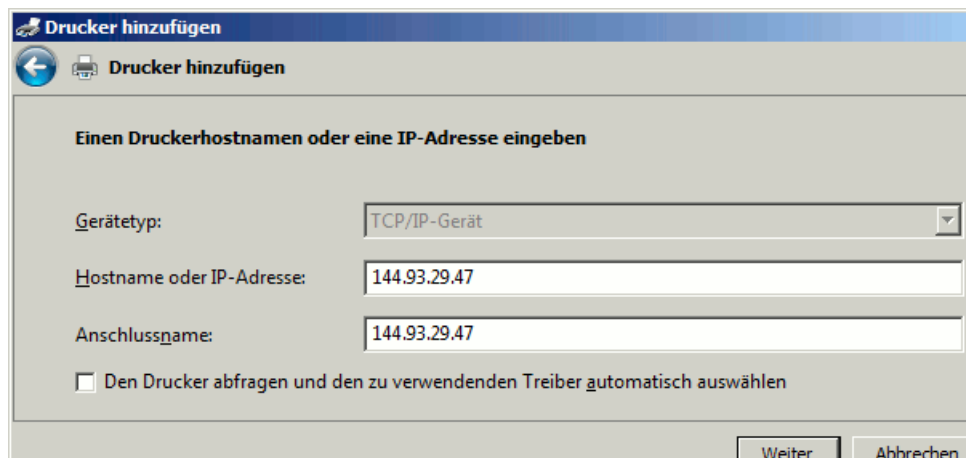 Drucker hinzufügen
Drucker hinzufügen
Einen Druckerhostnamen oder eine IP-Adresse eingeben
Gerätetyp: TCP/IP-Gerät
Hostname oder IP-Adresse: 144.93.29.47
Anschlussname: 144.93.29.47
Den Drucker abfragen und den zu verwendenden Treiber automatisch auswählen
Weiter Abbrechen